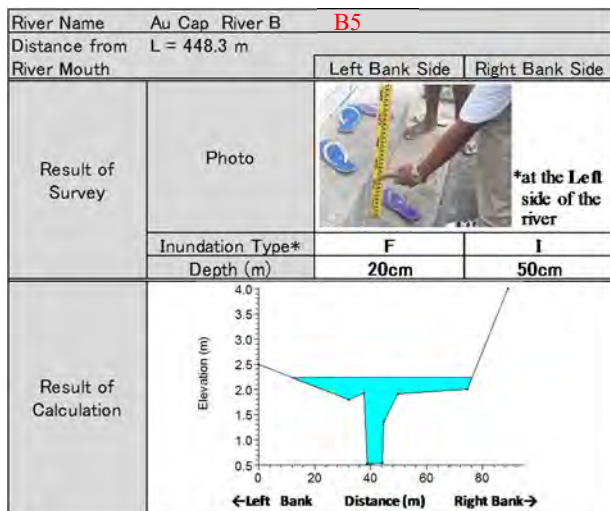 River Name Au Cap River B B5
Distance from L = 448.3 m
River Mouth Left Bank Side Right Bank Side
Result of Survey
Photo
*at the Left
side of the
river
Inundation Type* F I
Depth (m) 20cm 50cm
Result of Calculation
Elevation (m)
4.0
3.5
3.0
2.5
2.0
1.5
1.0
0.5
0 20 40 60 80
←Left Bank Distance (m) Right Bank→